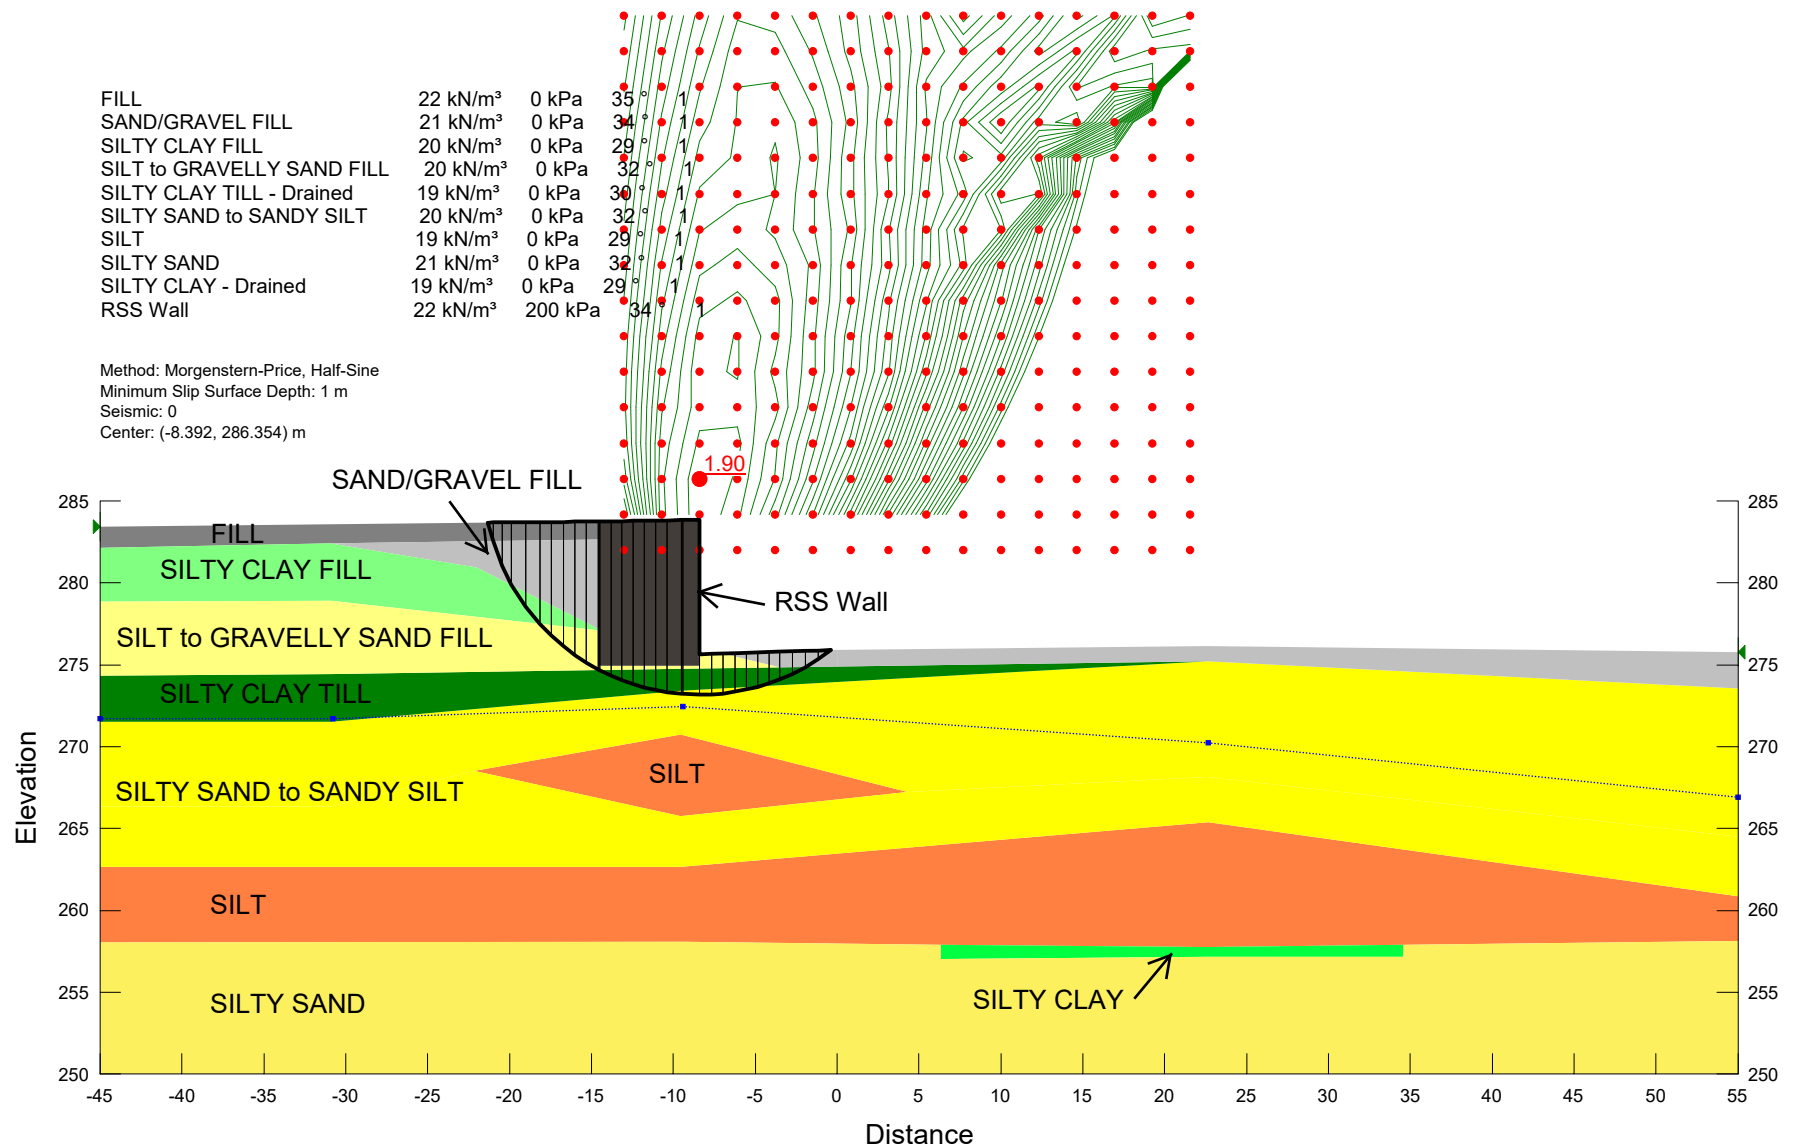 FILL 22 kN/m³ 0 kPa 35 ° 1
SAND/GRAVEL FILL 21 kN/m³ 0 kPa 34 ° 1
SILTY CLAY FILL 20 kN/m³ 0 kPa 29 ° 1
SILT to GRAVELLY SAND FILL 20 kN/m³ 0 kPa 32 ° 1
SILTY CLAY TILL - Drained 19 kN/m³ 0 kPa 30 ° 1
SILTY SAND to SANDY SILT 20 kN/m³ 0 kPa 32 ° 1
SILT 19 kN/m³ 0 kPa 29 ° 1
SILTY SAND 21 kN/m³ 0 kPa 32 ° 1
SILTY CLAY - Drained 19 kN/m³ 0 kPa 29 ° 1
RSS Wall 22 kN/m³ 200 kPa 34 ° 1
Method: Morgenstern-Price, Half-Sine
Minimum Slip Surface Depth: 1 m
Seismic: 0
Center: (-8.392, 286.354) m
1.90
SAND/GRAVEL FILL
285 285
FILL
SILTY CLAY FILL
280 280
RSS Wall
SILT to GRAVELLY SAND FILL
275 275
SILTY CLAY TILL
270 270
SILT
SILTY SAND to SANDY SILT
Elevation
265 265
SILT
260 260
SILTY CLAY
SILTY SAND
255 255
250 250
-45 -40 -35 -30 -25 -20 -15 -10 -5 0 5 10 15 20 25 30 35 40 45 50 55
Distance